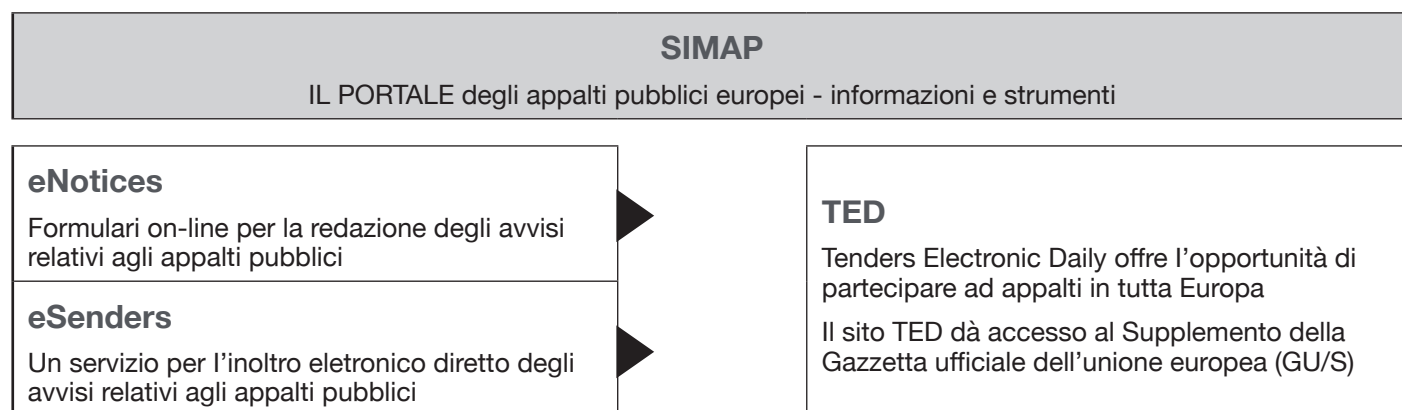 SIMAP
IL PORTALE degli appalti pubblici europei - informazioni e strumenti
eNotices
Formulari on-line per la redazione degli avvisi
relativi agli appalti pubblici
eSenders
Un servizio per l'inoltro eletronico diretto degli
avvisi relativi agli appalti pubblici
TED
Tenders Electronic Daily offre l'opportunità di
partecipare ad appalti in tutta Europa
Il sito TED dà accesso al Supplemento della
Gazzetta ufficiale dell'unione europea (GU/S)